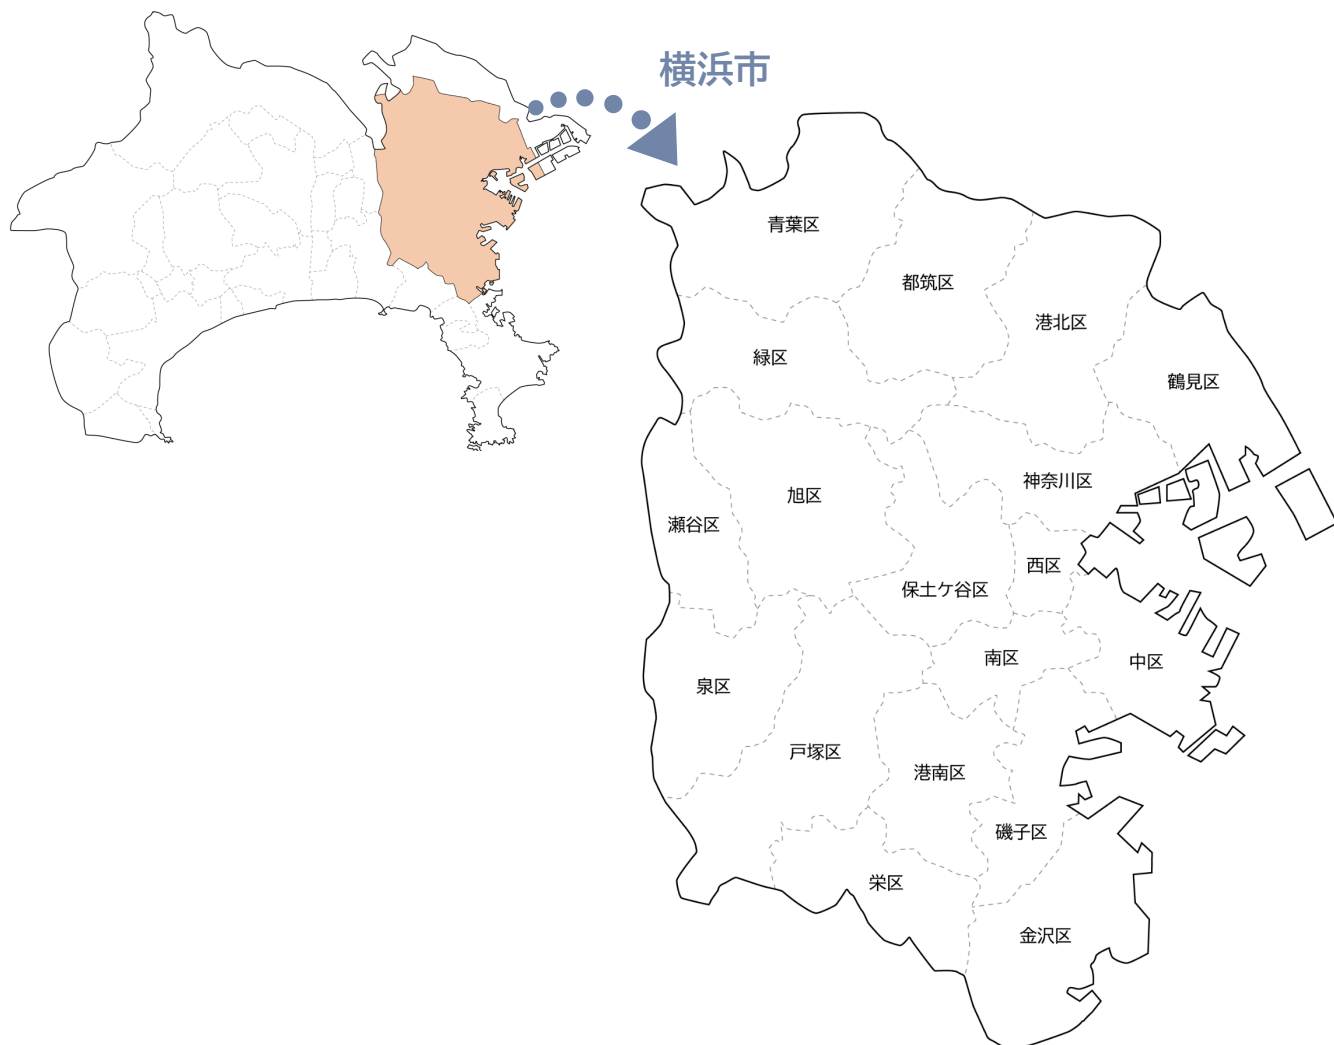 横浜市
青葉区
都筑区
港北区
緑区
鶴見区
神奈川区
旭区
瀬谷区
西区
保土ケ谷区
南区
中区
泉区
戸塚区
港南区
磯子区
栄区
金沢区